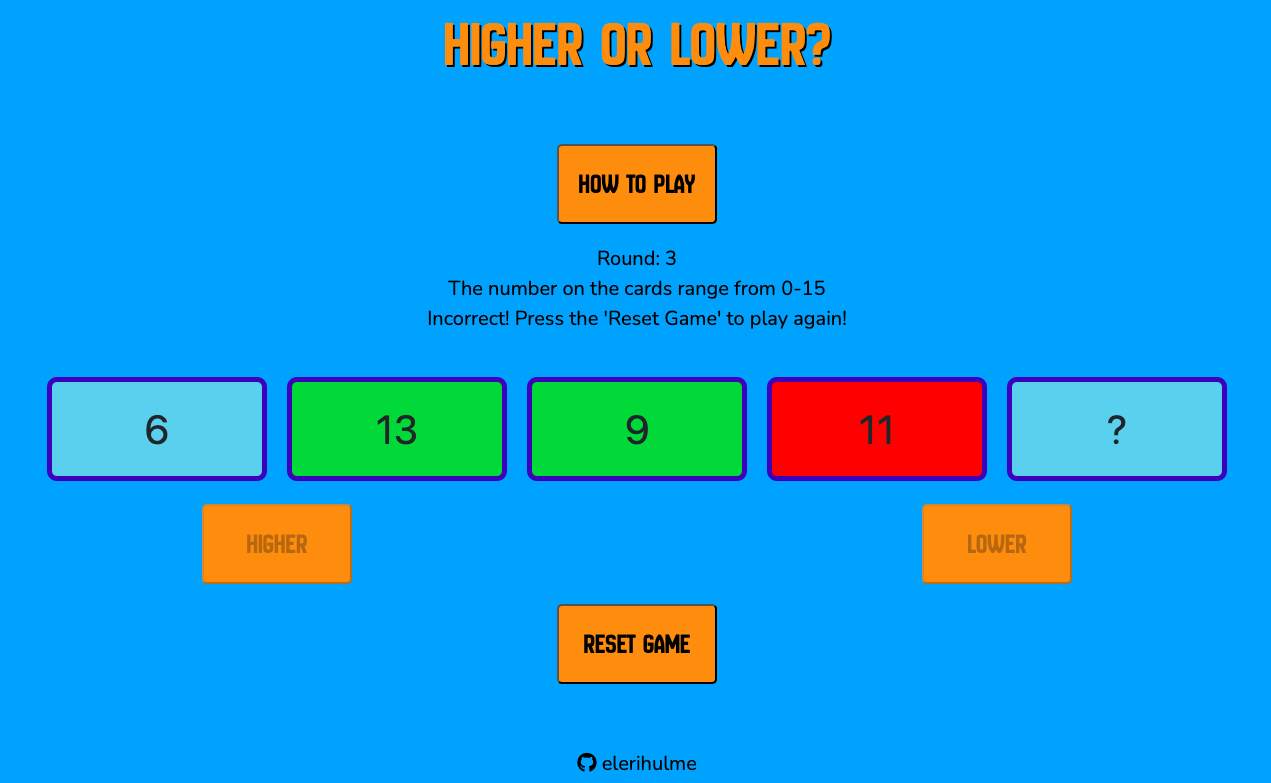 HIGHER OR LOWER?
HOW TO PLAY
Round: 3
The number on the cards range from 0-15
Incorrect! Press the 'Reset Game' to play again!
6 13 9 11 ?
HIGHER LOWER
RESET GAME
elerihulme